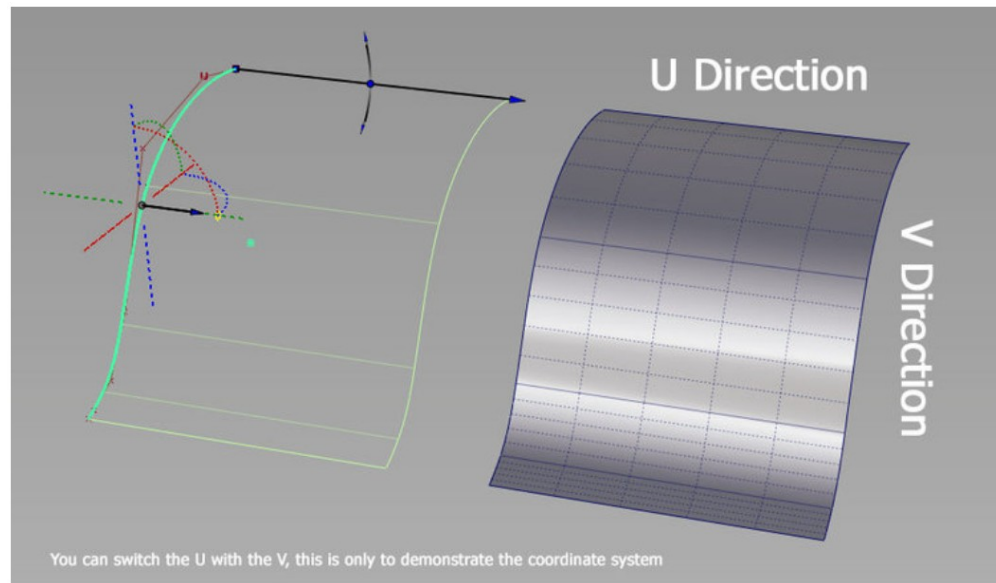 U Direction
V Direction
You can switch the U with the V, this is only to demonstrate the coordinate system